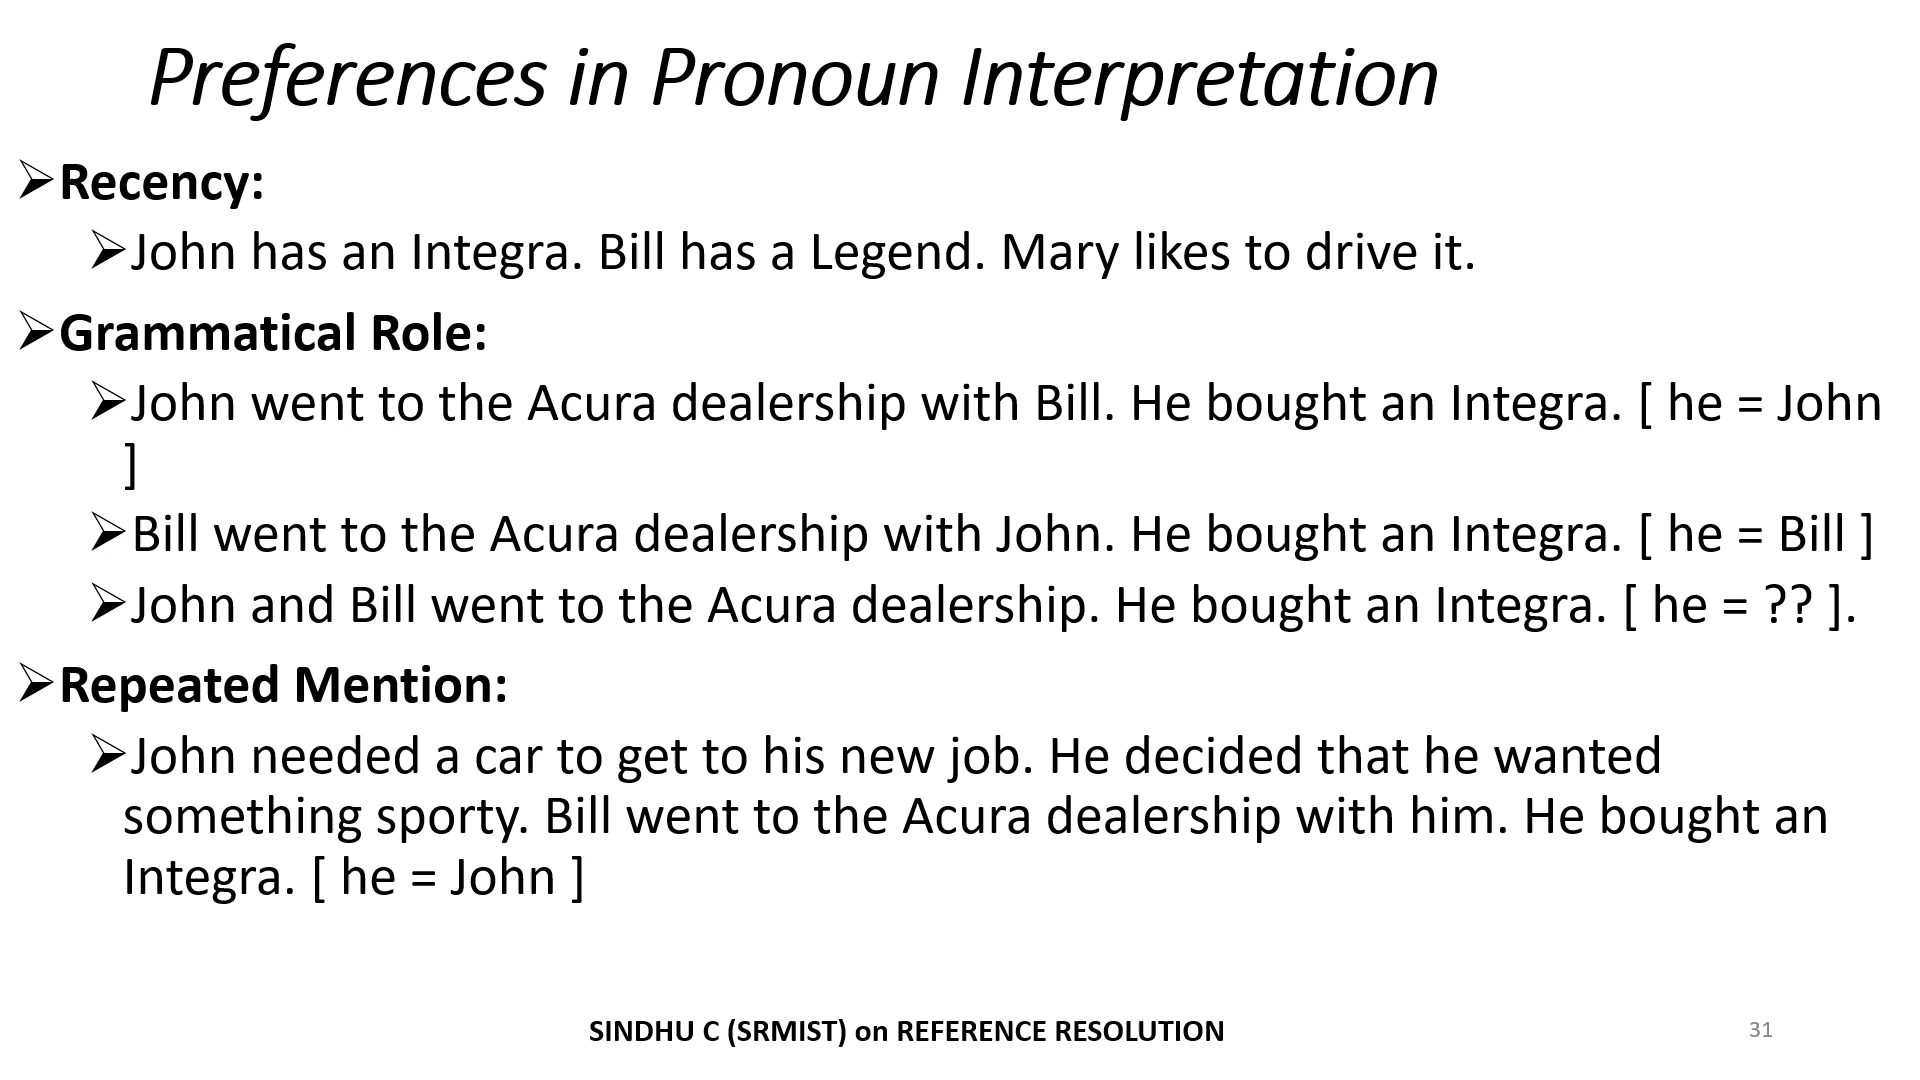 Preferences in Pronoun Interpretation
➢Recency:
➢John has an Integra. Bill has a Legend. Mary likes to drive it.
➢Grammatical Role:
➢John went to the Acura dealership with Bill. He bought an Integra. [ he = John
]
➢Bill went to the Acura dealership with John. He bought an Integra. [ he = Bill ]
➢John and Bill went to the Acura dealership. He bought an Integra. [ he = ?? ].
➢Repeated Mention:
➢John needed a car to get to his new job. He decided that he wanted
something sporty. Bill went to the Acura dealership with him. He bought an
Integra. [ he = John ]
SINDHU C (SRMIST) on REFERENCE RESOLUTION
31